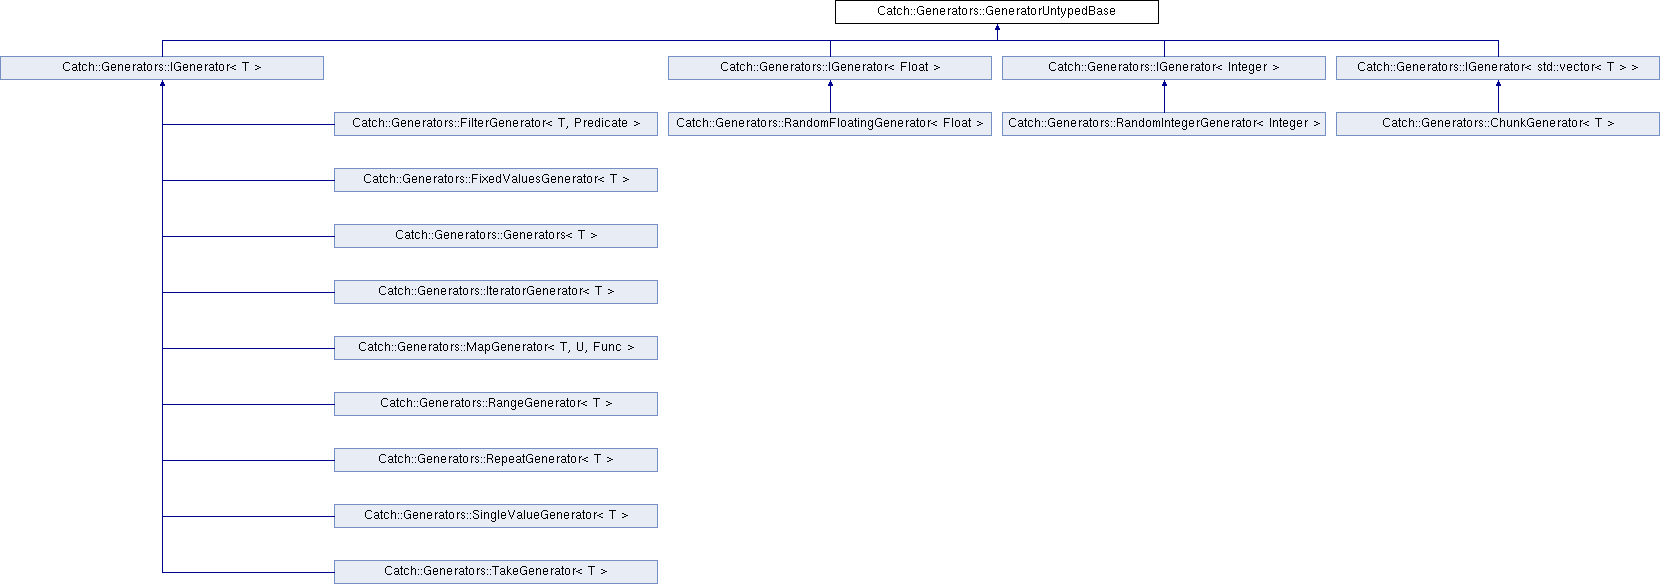 Catch::Generators::GeneratorUntypedBase
Catch::Generators::IGenerator< T >
Catch::Generators::IGenerator< Float >
Catch::Generators::IGenerator< Integer >
Catch::Generators::IGenerator< std::vector< T > >
Catch::Generators::FilterGenerator< T, Predicate >
Catch::Generators::RandomFloatingGenerator< Float >
Catch::Generators::RandomIntegerGenerator< Integer >
Catch::Generators::ChunkGenerator< T >
Catch::Generators::FixedValuesGenerator< T >
Catch::Generators::Generators< T >
Catch::Generators::IteratorGenerator< T >
Catch::Generators::MapGenerator< T, U, Func >
Catch::Generators::RangeGenerator< T >
Catch::Generators::RepeatGenerator< T >
Catch::Generators::SingleValueGenerator< T >
Catch::Generators::TakeGenerator< T >